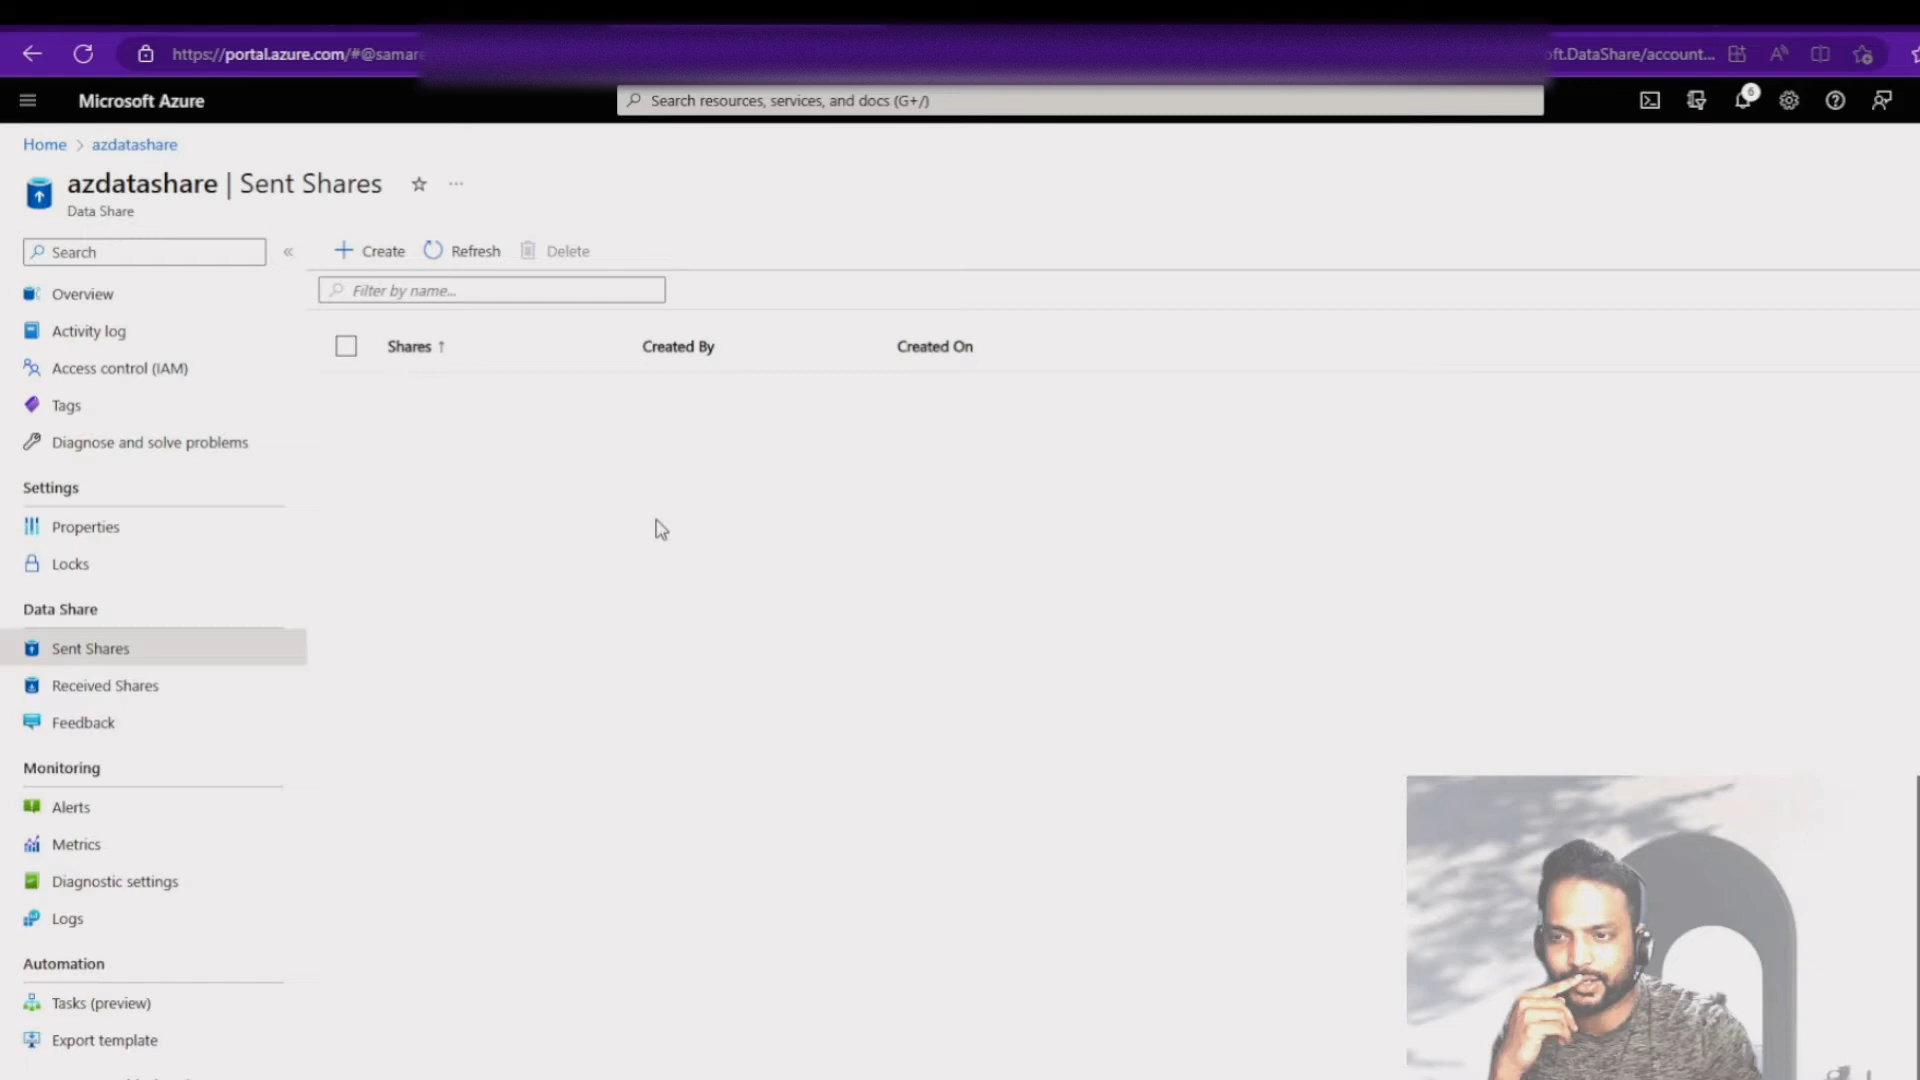 https://portal.azure.com/#@samare
oft.DataShare/account...
Microsoft Azure
Search resources, services, and docs (G+/)
6
Home > azdatashare
azdatashare | Sent Shares
Data Share
Search
«
Create
Refresh
Delete
Filter by name...
Shares ↑
Created By
Created On
Overview
Activity log
Access control (IAM)
Tags
Diagnose and solve problems
Settings
Properties
Locks
Data Share
Sent Shares
Received Shares
Feedback
Monitoring
Alerts
Metrics
Diagnostic settings
Logs
Automation
Tasks (preview)
Export template